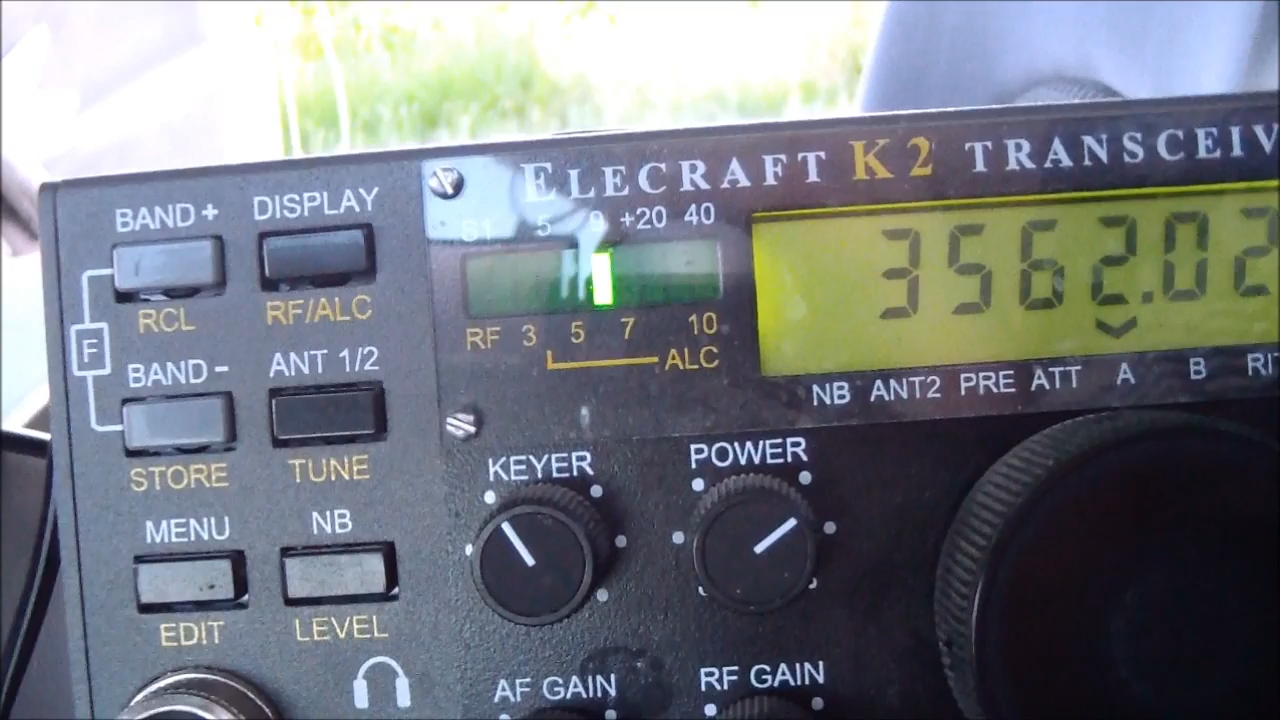 ELECRAFT K2 TRANSCEIV
BAND+ DISPLAY
S1 5 9 +20 40
3562.02
RCL RF/ALC
RF 3 5 7 10
ALC
F
BAND- ANT 1/2
NB ANT2 PRE ATT A B RI
STORE TUNE
KEYER POWER
MENU NB
EDIT LEVEL
AF GAIN RF GAIN